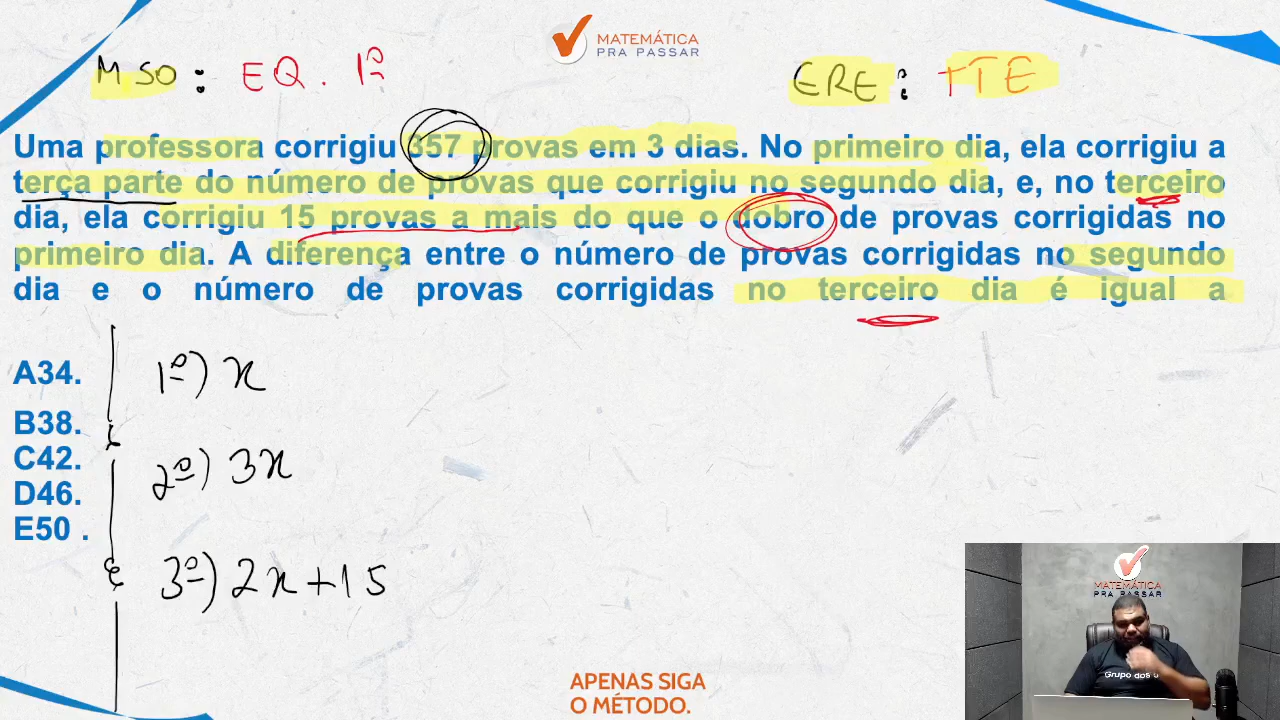 MATEMÁTICA
PRA PASSAR
MSO: EQ. 1º
ERE: TTE
Uma professora corrigiu 357 provas em 3 dias. No primeiro dia, ela corrigiu a
terça parte do número de provas que corrigiu no segundo dia, e, no terceiro
dia, ela corrigiu 15 provas a mais do que o dobro de provas corrigidas no
primeiro dia. A diferença entre o número de provas corrigidas no segundo
dia e o número de provas corrigidas no terceiro dia é igual a
A34.
B38.
C42.
D46.
E50 .
1º) x
2º) 3x
3º) 2x+15
MATEMÁTICA
PRA PASSAR
Grupo dos
APENAS SIGA
O MÉTODO.